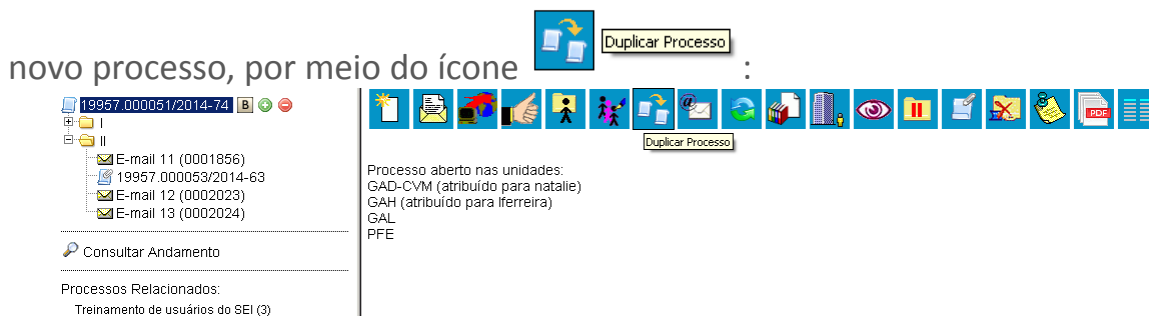 novo processo, por meio do ícone Duplicar Processo :
19957.000051/2014-74 B
I
II
E-mail 11 (0001856)
19957.000053/2014-63
E-mail 12 (0002023)
E-mail 13 (0002024)
Consultar Andamento
Processos Relacionados:
Treinamento de usuários do SEI (3)
Duplicar Processo
PDF
Processo aberto nas unidades:
GAD-CVM (atribuído para natalie)
GAH (atribuído para lferreira)
GAL
PFE